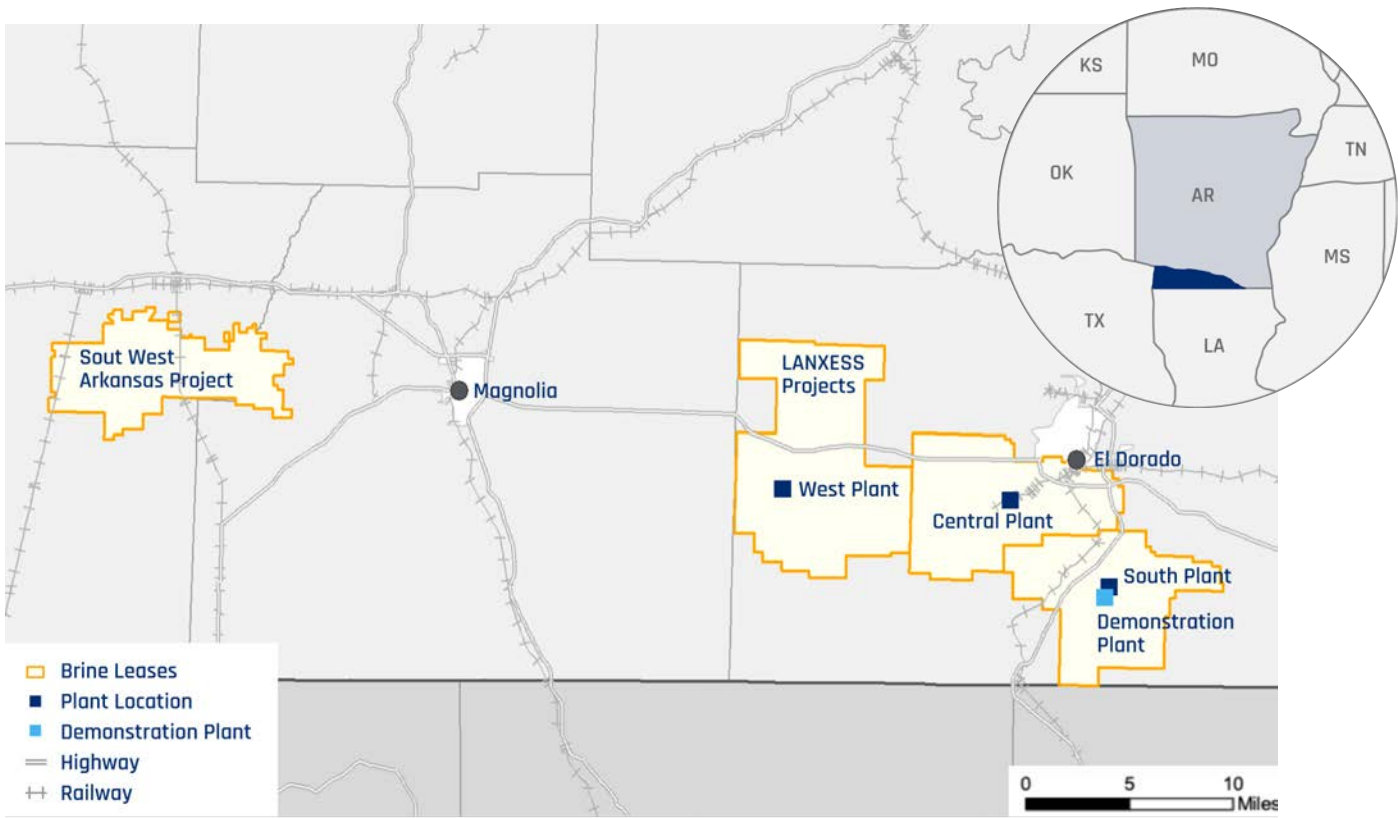 KS
MO
OK
TN
AR
MS
TX
LA
Sout West
Arkansas Project
Magnolia
LANXESS
Projects
El Dorado
West Plant
Central Plant
South Plant
Demonstration
Plant
Brine Leases
Plant Location
Demonstration Plant
Highway
Railway
0 5 10
Miles